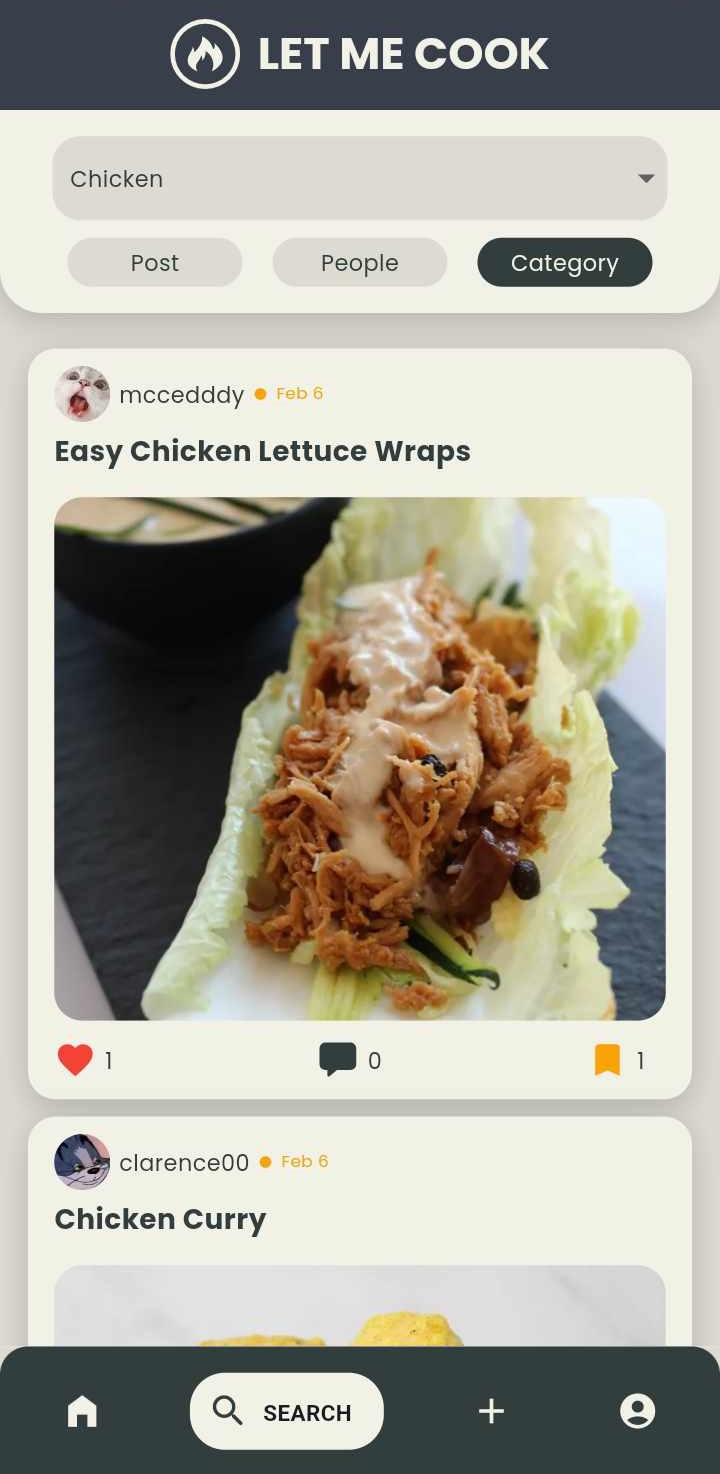 LET ME COOK
Chicken
Post People Category
mccedddy Feb 6
Easy Chicken Lettuce Wraps
1 0 1
clarence00 Feb 6
Chicken Curry
SEARCH